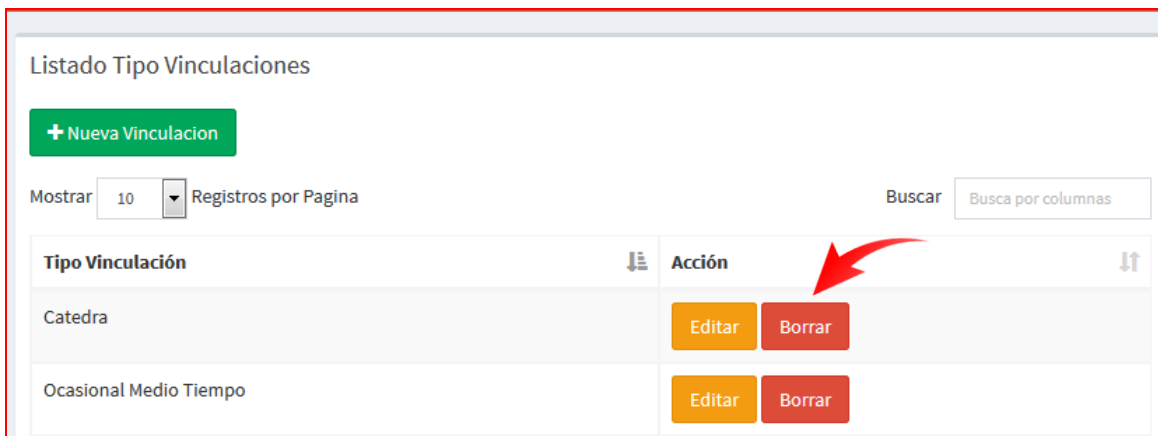 Listado Tipo Vinculaciones
+ Nueva Vinculacion
Mostrar 10 Registros por Pagina Buscar Busca por columnas
Tipo Vinculación Acción
Catedra Editar Borrar
Ocasional Medio Tiempo Editar Borrar